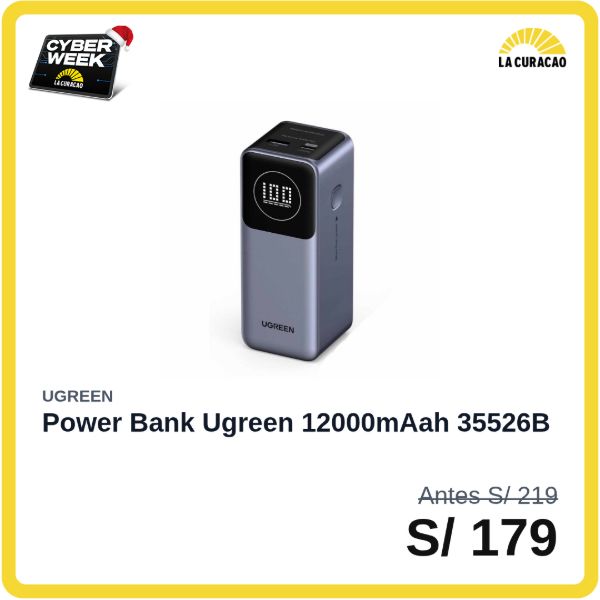 CYBER
WEEK
LA CURACAO
LA CURACAO
100
UGREEN
UGREEN
Power Bank Ugreen 12000mAah 35526B
Antes S/ 219
S/ 179